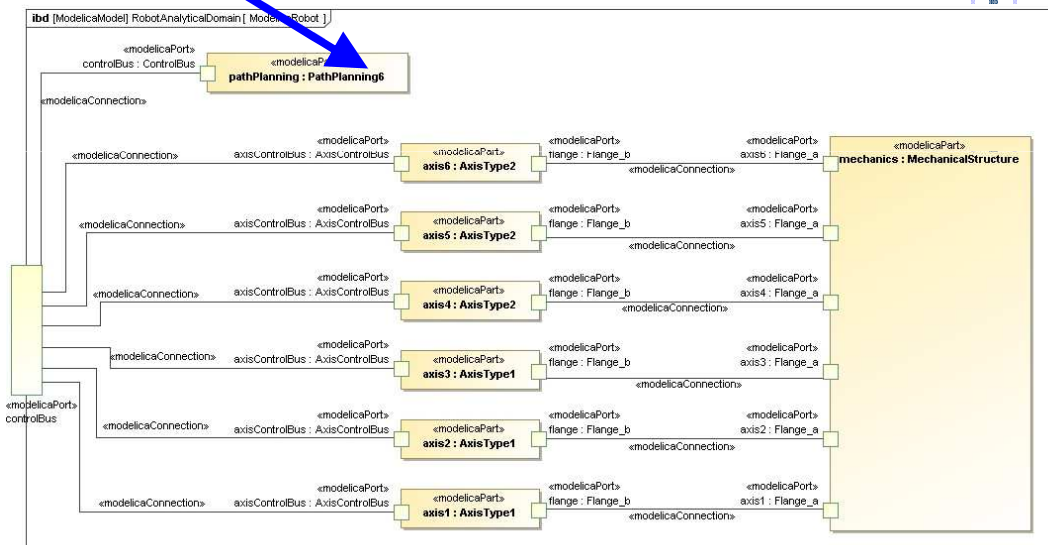 ibd [ModelicaModel] RobotAnalyticalDomain [ Robot ]
«modelicaPort»
controlBus : ControlBus
pathPlanning : PathPlanning6
«modelicaConnection»
«modelicaConnection»
«modelicaPort»
axisControlBus : AxisControlBus
«modelicaPart»
axis6 : AxisType2
«modelicaPort»
flange : Flange_b
«modelicaConnection»
«modelicaPort»
axis6 : Flange_a
«modelicaPart»
mechanics : MechanicalStructure
«modelicaConnection»
«modelicaPort»
axisControlBus : AxisControlBus
«modelicaPart»
axis5 : AxisType2
«modelicaPort»
flange : Flange_b
«modelicaConnection»
«modelicaPort»
axis5 : Flange_a
«modelicaConnection»
«modelicaPort»
axisControlBus : AxisControlBus
«modelicaPart»
axis4 : AxisType2
«modelicaPort»
flange : Flange_b
«modelicaConnection»
«modelicaPort»
axis4 : Flange_a
«modelicaConnection»
«modelicaPort»
axisControlBus : AxisControlBus
«modelicaPart»
axis3 : AxisType1
«modelicaPort»
flange : Flange_b
«modelicaConnection»
«modelicaPort»
axis3 : Flange_a
«modelicaPort»
controlBus
«modelicaConnection»
«modelicaPort»
axisControlBus : AxisControlBus
«modelicaPart»
axis2 : AxisType1
«modelicaPort»
flange : Flange_b
«modelicaConnection»
«modelicaPort»
axis2 : Flange_a
«modelicaConnection»
«modelicaPort»
axisControlBus : AxisControlBus
«modelicaPart»
axis1 : AxisType1
«modelicaPort»
flange : Flange_b
«modelicaConnection»
«modelicaPort»
axis1 : Flange_a